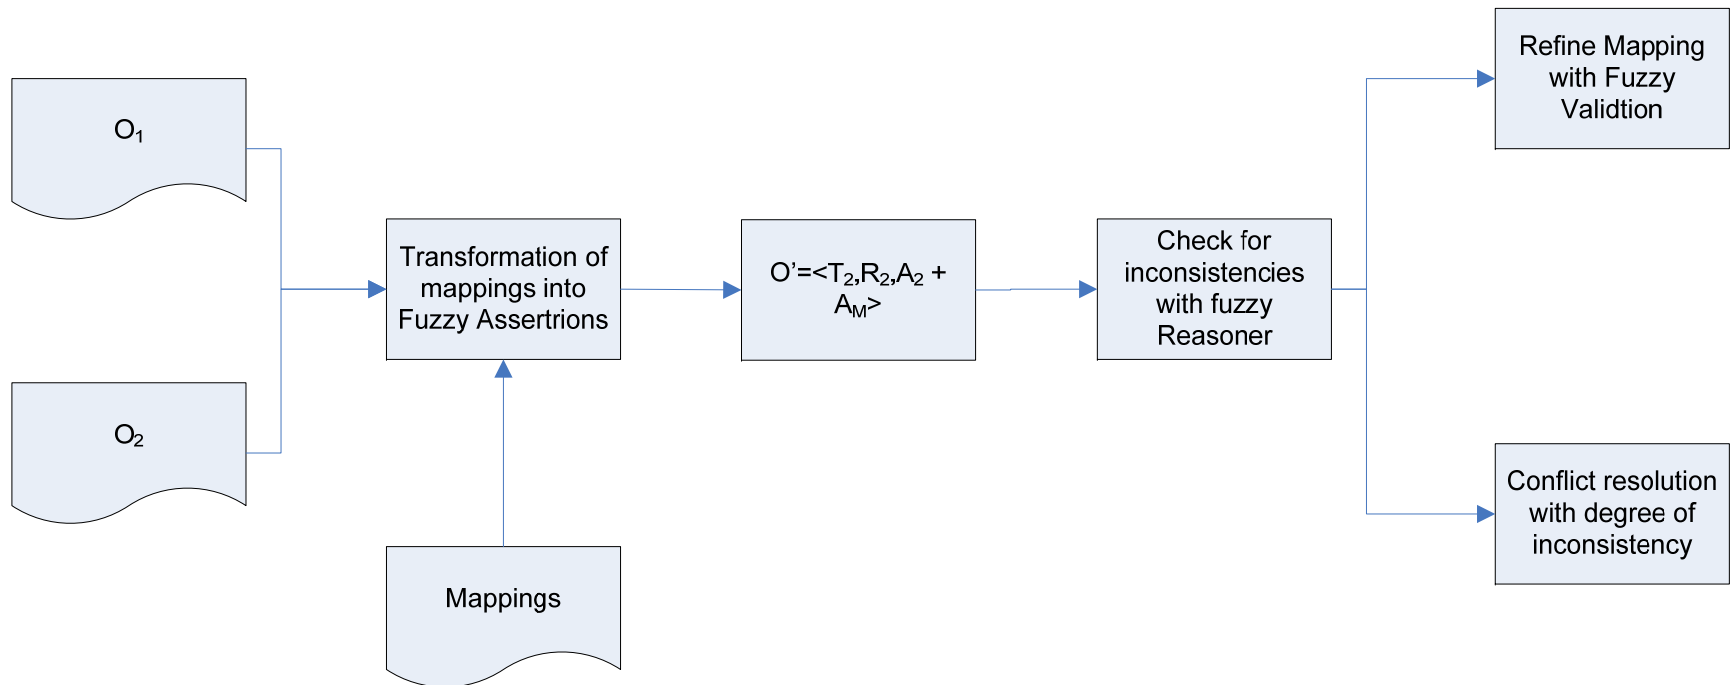 O₁
O₂
Mappings
Transformation of
mappings into
Fuzzy Assertrions
O’=<T₂,R₂,A₂ +
A_M>
Check for
inconsistencies
with fuzzy
Reasoner
Refine Mapping
with Fuzzy
Validtion
Conflict resolution
with degree of
inconsistency